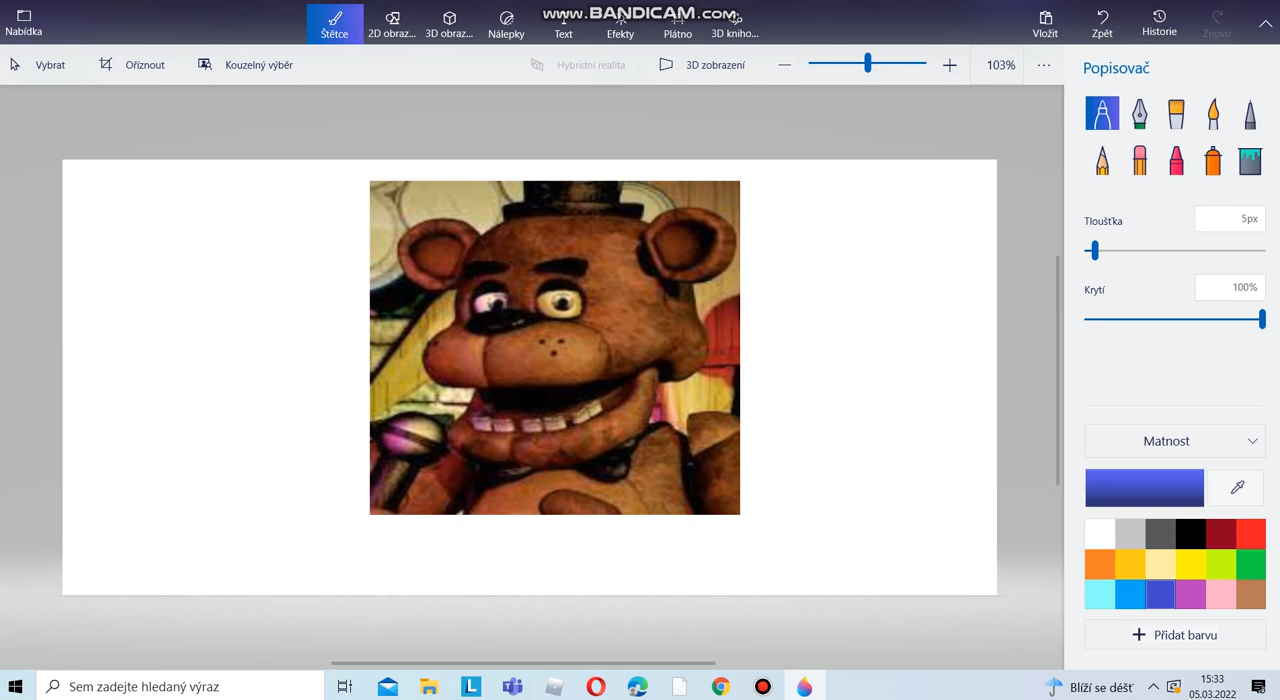 www.BANDICAM.com
Nabídka
Štětce
2D obraz...
3D obraz...
Nálepky
Text
Efekty
Plátno
3D kniho...
Vložit
Zpět
Historie
Znovu
Vybrat
Oříznout
Kouzelný výběr
Hybridní realita
3D zobrazení
103%
Popisovač
Tloušťka
5px
Krytí
100%
Matnost
Přidat barvu
Sem zadejte hledaný výraz
L
Blíží se déšť
15:33
05.03.2022